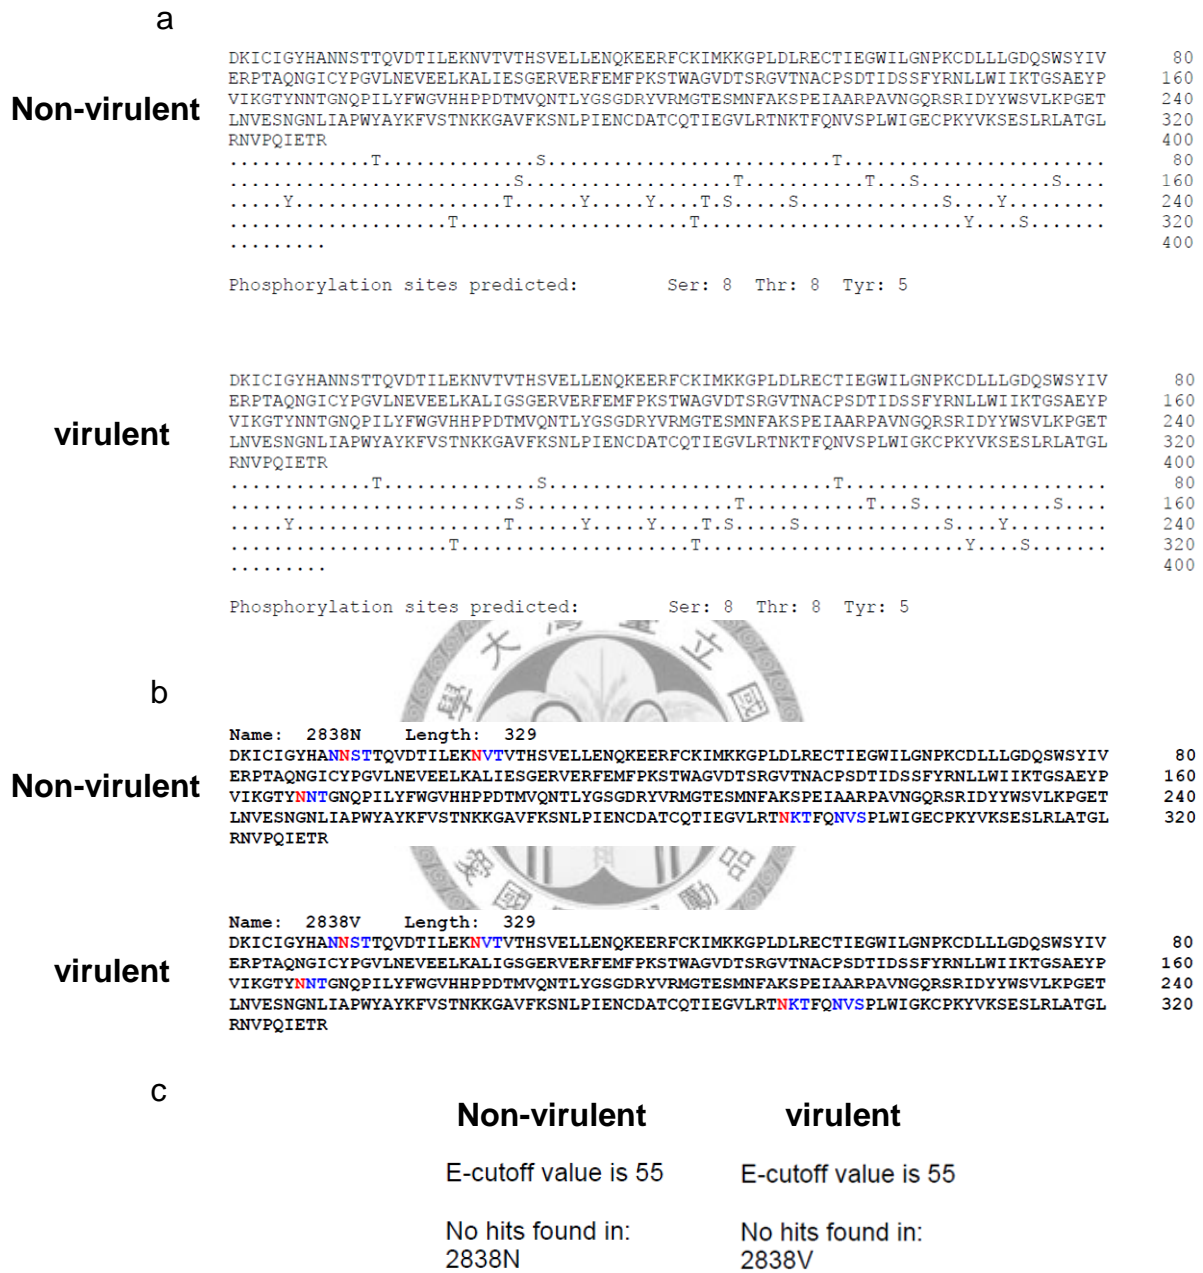 a
DKICIGYHANNSTTQVDTILEKNVTVTHSVELLENQKEERFCKIMKKGPLDLRECTIEGWILGNPKCDLLLGDQSWSYIV 80
ERPTAQNGICYPGVLNEVEELKALIESGERVERFEMFPKSTWAGVDTSRGVTNACPSDTIDSSFYRNLLWIIKTGSAEYP 160
Non-virulent
VIKGTYNNTGNQPILYFWGVHHPPDTMVQNTLYGSGDRYVRMGTESMNFAKSPEIAARPAVNGQRSRIDYYWSVLKPGET 240
LNVESNGNLIAPWYAYKFVSTNKKGAVFKSNLPIENCDATCQTIEGVLRTNKTFQNVSPLWIGECPKYVKSESLRLATGL 320
RNVPQIETR 400
.............T..............S..........................T........................ 80
..........................S...................T...........T...S............S.... 160
.....Y...................T......Y.....Y....T.S.....S.............S....Y......... 240
....................T.....................T........................Y....S....... 320
......... 400
Phosphorylation sites predicted: Ser: 8 Thr: 8 Tyr: 5
DKICIGYHANNSTTQVDTILEKNVTVTHSVELLENQKEERFCKIMKKGPLDLRECTIEGWILGNPKCDLLLGDQSWSYIV 80
ERPTAQNGICYPGVLNEVEELKALIGSGERVERFEMFPKSTWAGVDTSRGVTNACPSDTIDSSFYRNLLWIIKTGSAEYP 160
VIKGTYNNTGNQPILYFWGVHHPPDTMVQNTLYGSGDRYVRMGTESMNFAKSPEIAARPAVNGQRSRIDYYWSVLKPGET 240
virulent
LNVESNGNLIAPWYAYKFVSTNKKGAVFKSNLPIENCDATCQTIEGVLRTNKTFQNVSPLWIGKCPKYVKSESLRLATGL 320
RNVPQIETR 400
.............T..............S..........................T........................ 80
..........................S...................T...........T...S............S.... 160
.....Y...................T......Y.....Y....T.S.....S.............S....Y......... 240
....................T.....................T........................Y....S....... 320
......... 400
Phosphorylation sites predicted: Ser: 8 Thr: 8 Tyr: 5
b
Name: 2838N Length: 329
DKICIGYHANNSTTQVDTILEKNVTVTHSVELLENQKEERFCKIMKKGPLDLRECTIEGWILGNPKCDLLLGDQSWSYIV 80
ERPTAQNGICYPGVLNEVEELKALIESGERVERFEMFPKSTWAGVDTSRGVTNACPSDTIDSSFYRNLLWIIKTGSAEYP 160
Non-virulent
VIKGTYNNTGNQPILYFWGVHHPPDTMVQNTLYGSGDRYVRMGTESMNFAKSPEIAARPAVNGQRSRIDYYWSVLKPGET 240
LNVESNGNLIAPWYAYKFVSTNKKGAVFKSNLPIENCDATCQTIEGVLRTNKTFQNVSPLWIGECPKYVKSESLRLATGL 320
RNVPQIETR
Name: 2838V Length: 329
DKICIGYHANNSTTQVDTILEKNVTVTHSVELLENQKEERFCKIMKKGPLDLRECTIEGWILGNPKCDLLLGDQSWSYIV 80
ERPTAQNGICYPGVLNEVEELKALIGSGERVERFEMFPKSTWAGVDTSRGVTNACPSDTIDSSFYRNLLWIIKTGSAEYP 160
virulent
VIKGTYNNTGNQPILYFWGVHHPPDTMVQNTLYGSGDRYVRMGTESMNFAKSPEIAARPAVNGQRSRIDYYWSVLKPGET 240
LNVESNGNLIAPWYAYKFVSTNKKGAVFKSNLPIENCDATCQTIEGVLRTNKTFQNVSPLWIGKCPKYVKSESLRLATGL 320
RNVPQIETR
c
Non-virulent virulent
E-cutoff value is 55 E-cutoff value is 55
No hits found in: No hits found in:
2838N 2838V